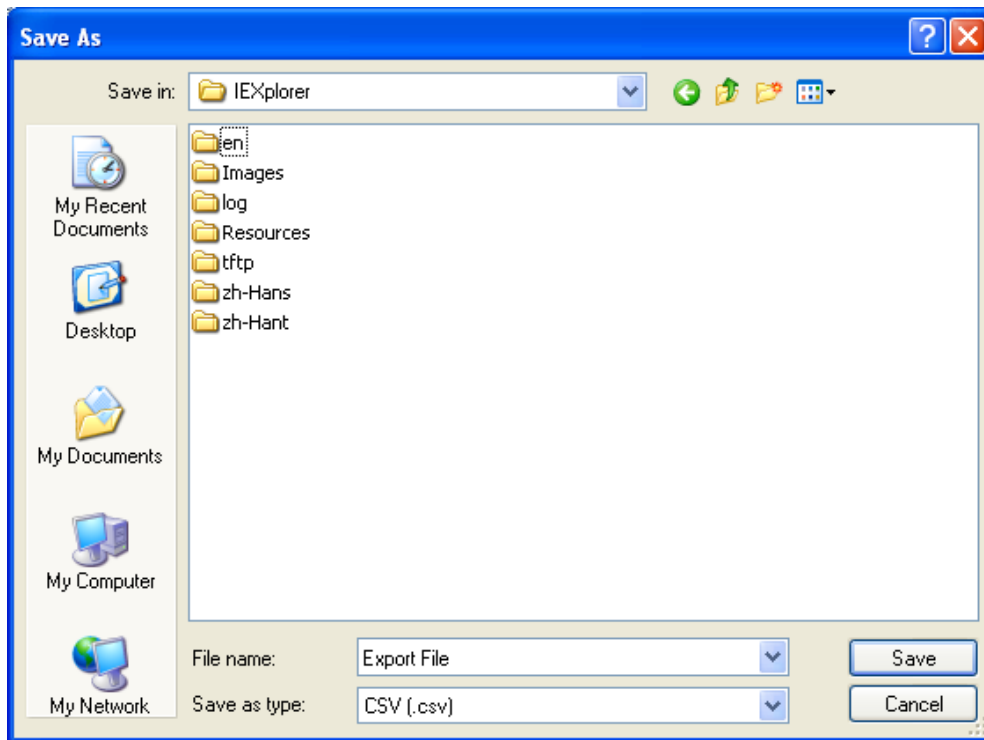 Save As
Save in:
IEXplorer
My Recent
Documents
Desktop
My Documents
My Computer
My Network
en
Images
log
Resources
tftp
zh-Hans
zh-Hant
File name:
Export File
Save
Save as type:
CSV (.csv)
Cancel